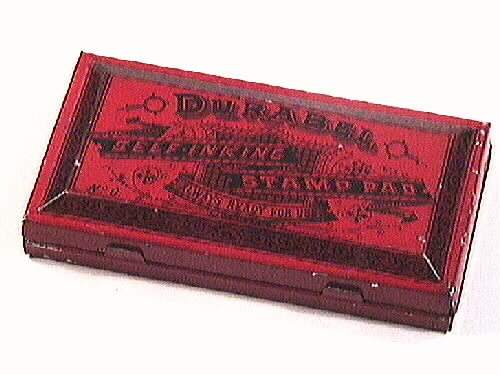 DURABEL
SELF INKING
STAMP PAD
No. 0
ALWAYS READY FOR USE